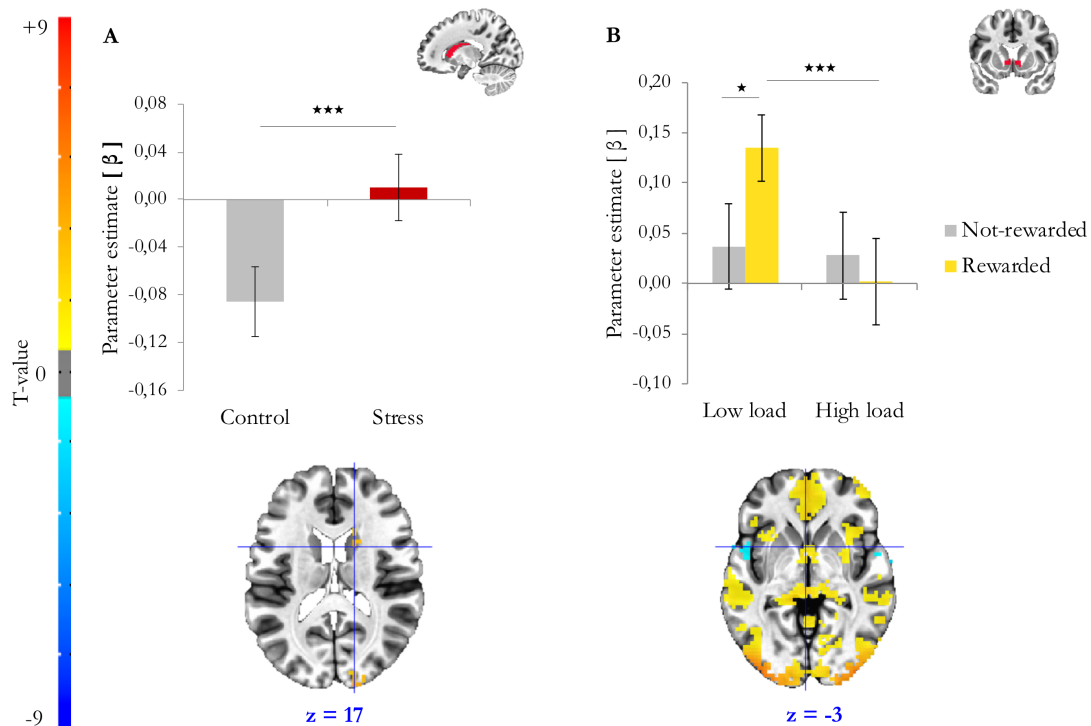 +9
T-value
0
-9
A
★★★
Parameter estimate [ β ]
0,08
0,04
0,00
-0,04
-0,08
-0,12
-0,16
Control
Stress
z = 17
B
★
★★★
Parameter estimate [ β ]
0,20
0,15
0,10
0,05
0,00
-0,05
-0,10
Low load
High load
Not-rewarded
Rewarded
z = -3